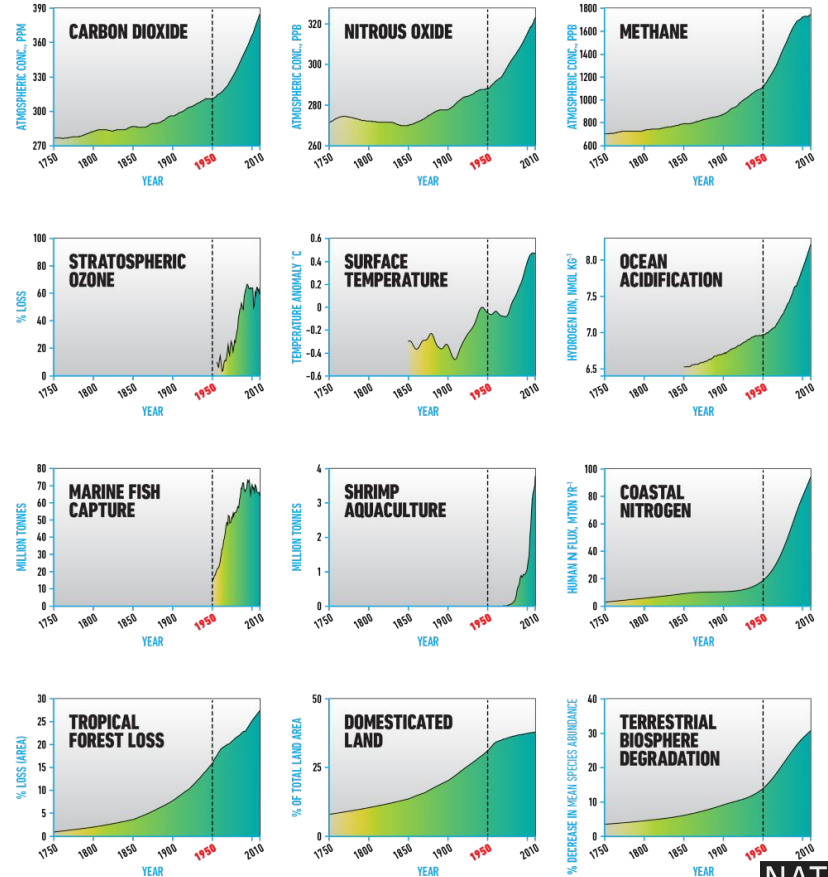 CARBON DIOXIDE
ATMOSPHERIC CONC., PPM
390
360
330
300
270
1750
1800
1850
1900
1950
2010
YEAR
NITROUS OXIDE
ATMOSPHERIC CONC., PPB
320
300
280
260
1750
1800
1850
1900
1950
2010
YEAR
METHANE
ATMOSPHERIC CONC., PPB
1800
1600
1400
1200
1000
800
600
1750
1800
1850
1900
1950
2010
YEAR
STRATOSPHERIC
OZONE
% LOSS
100
80
60
40
20
0
1750
1800
1850
1900
1950
2010
YEAR
SURFACE
TEMPERATURE
TEMPERATURE ANOMALY °C
0.6
0.4
0.2
0
-0.2
-0.4
-0.6
1750
1800
1850
1900
1950
2010
YEAR
OCEAN
ACIDIFICATION
HYDROGEN ION, NMOL KG-1
8.0
7.5
7.0
6.5
1750
1800
1850
1900
1950
2010
YEAR
MARINE FISH
CAPTURE
MILLION TONNES
80
70
60
50
40
30
20
10
0
1750
1800
1850
1900
1950
2010
YEAR
SHRIMP
AQUACULTURE
MILLION TONNES
4
3
2
1
0
1750
1800
1850
1900
1950
2010
YEAR
COASTAL
NITROGEN
HUMAN N FLUX, MTON YR-1
100
80
60
40
20
0
1750
1800
1850
1900
1950
2010
YEAR
TROPICAL
FOREST LOSS
% LOSS (AREA)
30
25
20
15
10
5
0
1750
1800
1850
1900
1950
2010
YEAR
DOMESTICATED
LAND
% OF TOTAL LAND AREA
50
25
0
1750
1800
1850
1900
1950
2010
YEAR
TERRESTRIAL
BIOSPHERE
DEGRADATION
% DECREASE IN MEAN SPECIES ABUNDANCE
40
30
20
10
0
1750
1800
1850
1900
1950
2010
YEAR
NAT